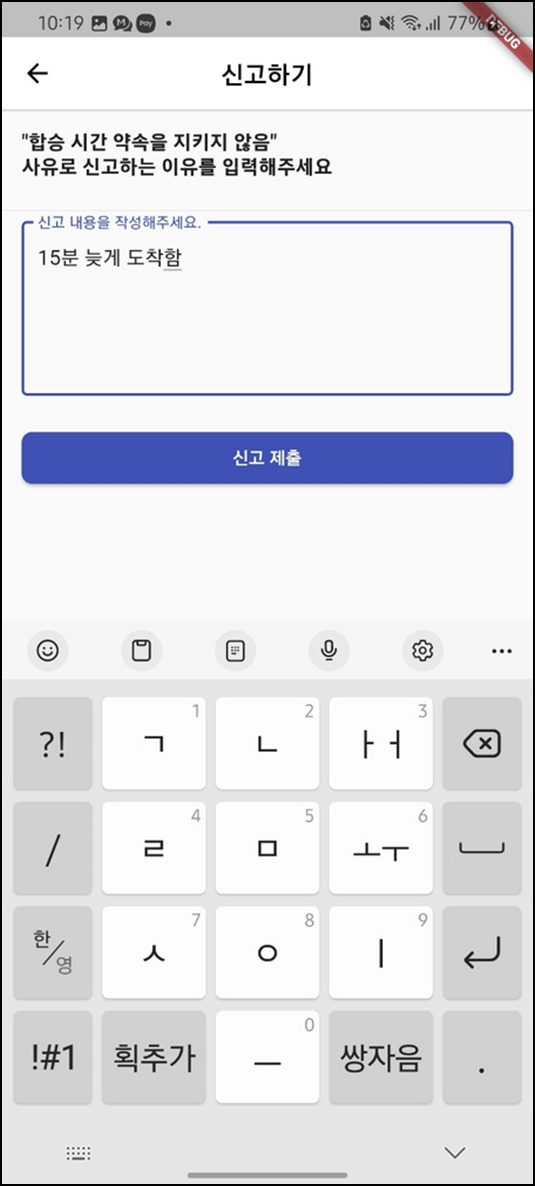 10:19
Pay
77%
DEBUG
신고하기
"합승 시간 약속을 지키지 않음"
사유로 신고하는 이유를 입력해주세요
신고 내용을 작성해주세요.
15분 늦게 도착함
신고 제출
?! ㄱ 1 ㄴ 2 ㅏㅓ 3
/ ㄹ 4 ㅁ 5 ㅗㅜ 6
한/영 ㅅ 7 ㅇ 8 ㅣ 9
!#1 획추가 ㅡ 0 쌍자음 .